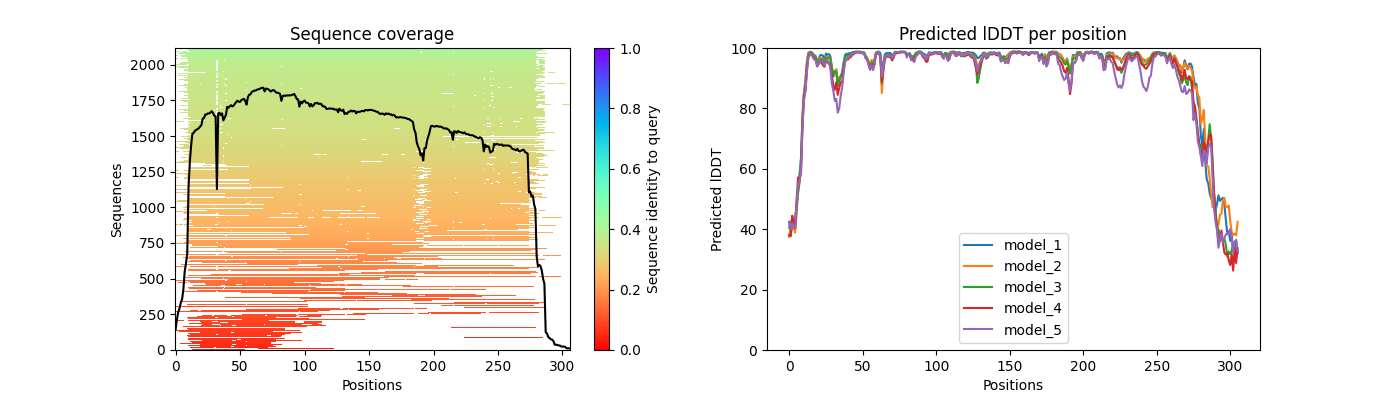 Sequence coverage
Sequences
2000
1750
1500
1250
1000
750
500
250
0
0 50 100 150 200 250 300
Positions
1.0
0.8
0.6
0.4
0.2
0.0
Sequence identity to query
Predicted lDDT per position
Predicted lDDT
100
80
60
40
20
0
model_1
model_2
model_3
model_4
model_5
0 50 100 150 200 250 300
Positions